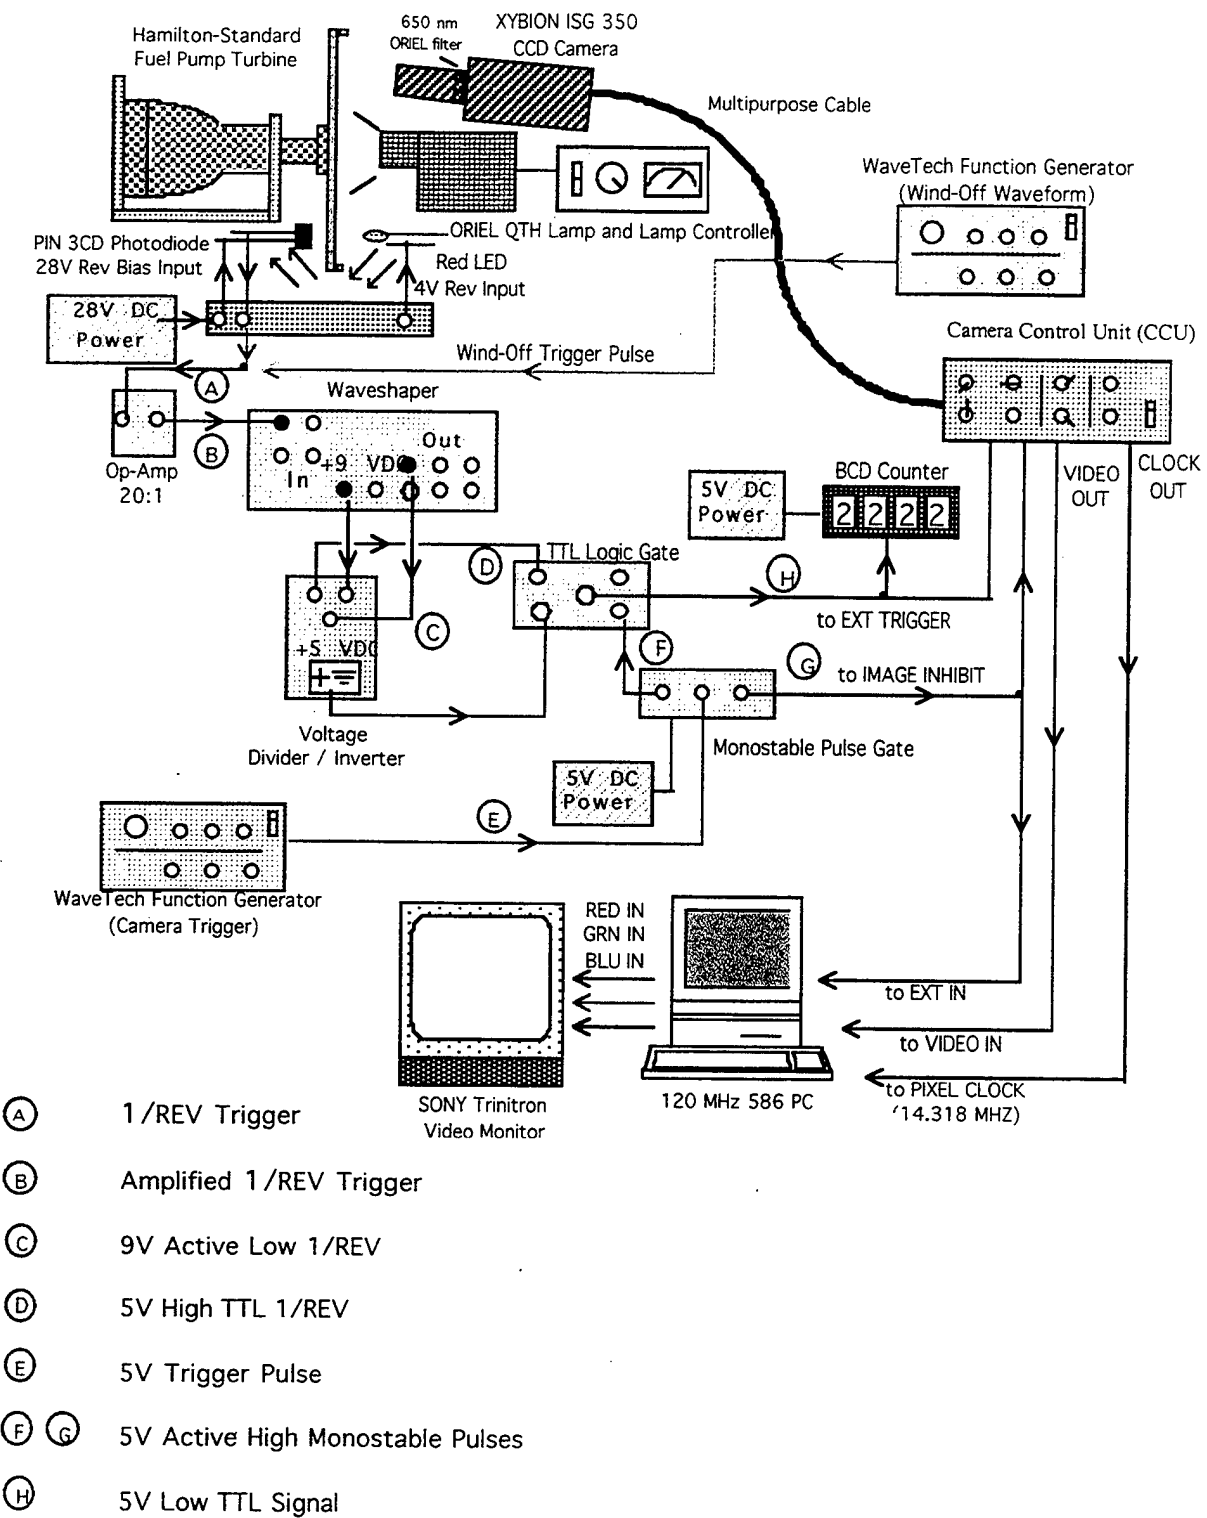 650 nm
ORIEL filter
XYBION ISG 350
CCD Camera
Hamilton-Standard
Fuel Pump Turbine
Multipurpose Cable
WaveTech Function Generator
(Wind-Off Waveform)
PIN 3CD Photodiode
28V Rev Bias Input
ORIEL QTH Lamp and Lamp Controller
Red LED
4V Rev Input
28V DC
Power
Camera Control Unit (CCU)
Wind-Off Trigger Pulse
A
Waveshaper
B
Op-Amp
20:1
Out
+9 VDC
In
5V DC
Power
BCD Counter
2 2 2 2
VIDEO
OUT
CLOCK
OUT
D
TTL Logic Gate
H
to EXT TRIGGER
C
+5 VDC
F
G
to IMAGE INHIBIT
Voltage
Divider / Inverter
Monostable Pulse Gate
5V DC
Power
E
WaveTech Function Generator
(Camera Trigger)
RED IN
GRN IN
BLU IN
to EXT IN
to VIDEO IN
to PIXEL CLOCK
'14.318 MHZ)
SONY Trinitron
Video Monitor
120 MHz 586 PC
A 1/REV Trigger
B Amplified 1/REV Trigger
C 9V Active Low 1/REV
D 5V High TTL 1/REV
E 5V Trigger Pulse
F G 5V Active High Monostable Pulses
H 5V Low TTL Signal